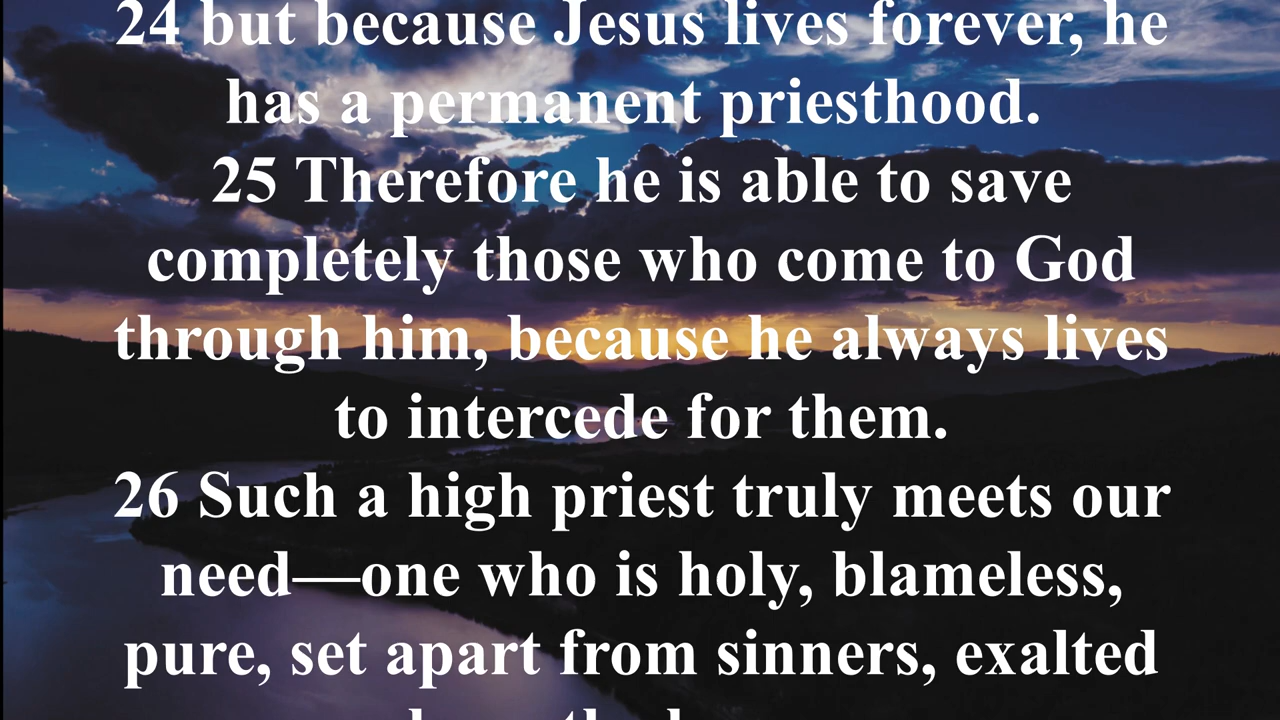 24 but because Jesus lives forever, he
has a permanent priesthood.
25 Therefore he is able to save
completely those who come to God
through him, because he always lives
to intercede for them.
26 Such a high priest truly meets our
need—one who is holy, blameless,
pure, set apart from sinners, exalted